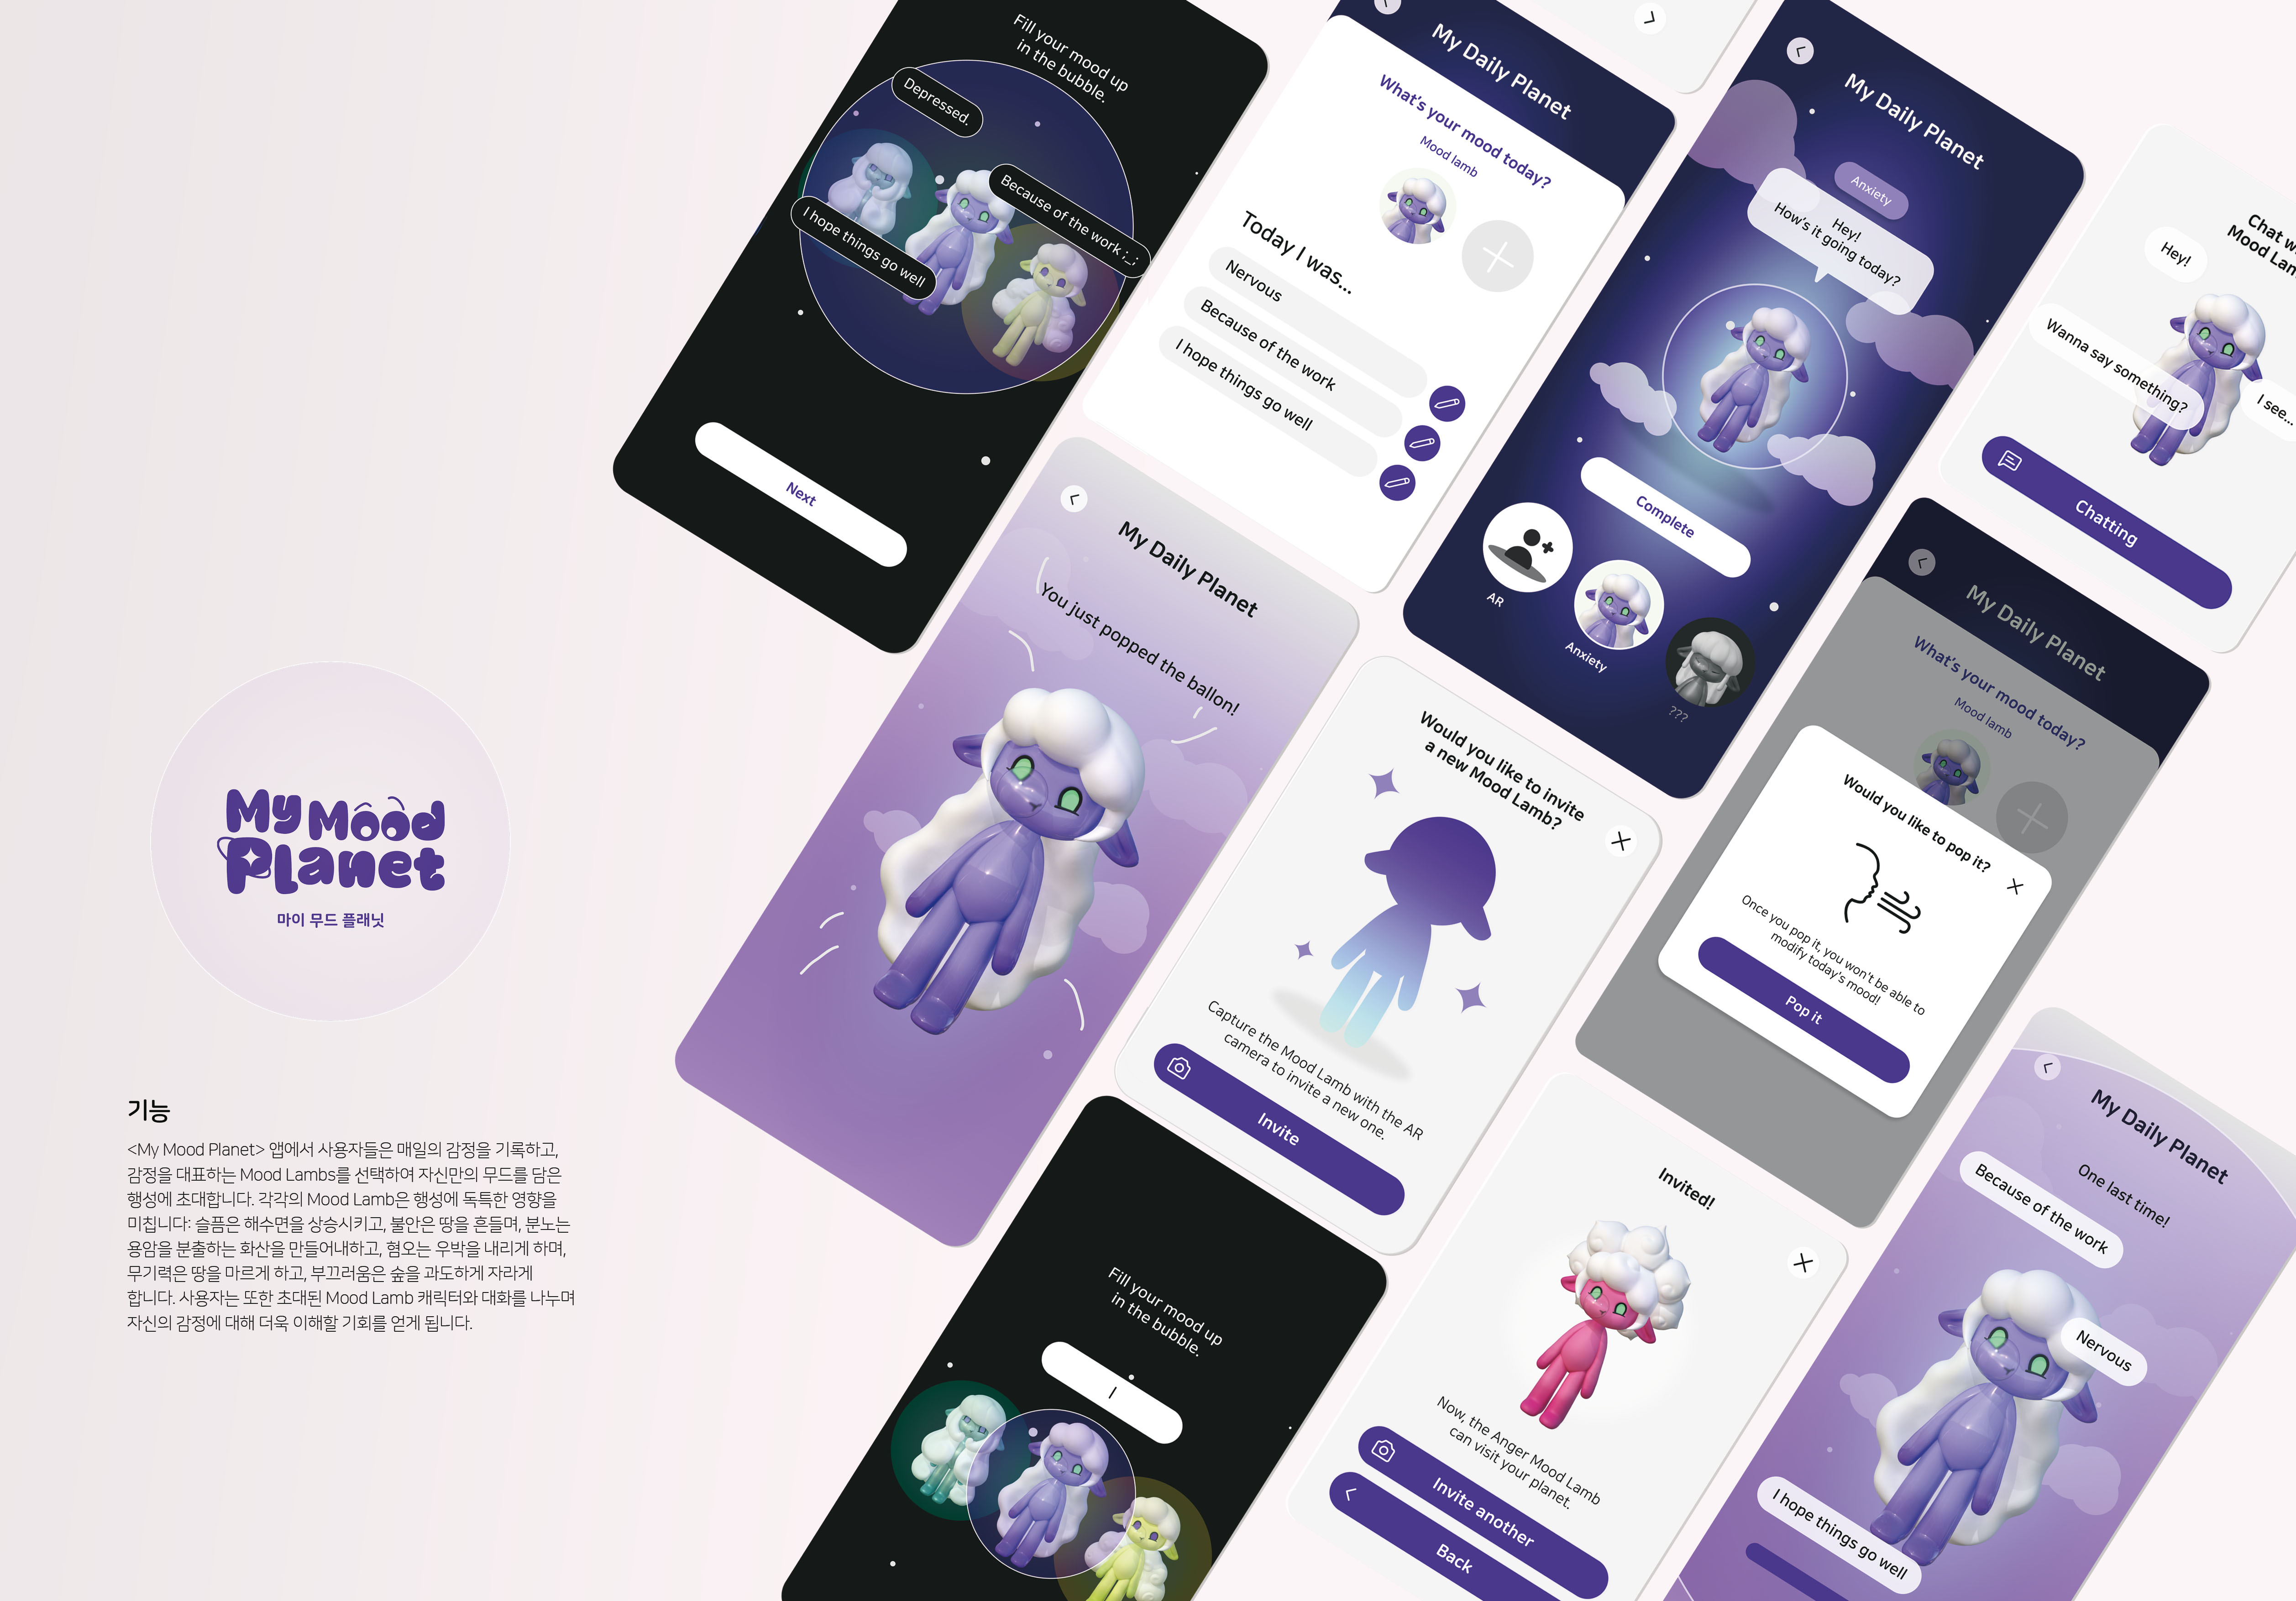 My Mood
Planet
마이 무드 플래닛
기능
<My Mood Planet> 앱에서 사용자들은 매일의 감정을 기록하고,
감정을 대표하는 Mood Lambs를 선택하여 자신만의 무드를 담은
행성에 초대합니다. 각각의 Mood Lamb은 행성에 독특한 영향을
미칩니다: 슬픔은 해수면을 상승시키고, 불안은 땅을 흔들며, 분노는
용암을 분출하는 화산을 만들어내하고, 혐오는 우박을 내리게 하며,
무기력은 땅을 마르게 하고, 부끄러움은 숲을 과도하게 자라게
합니다. 사용자는 또한 초대된 Mood Lamb 캐릭터와 대화를 나누며
자신의 감정에 대해 더욱 이해할 기회를 얻게 됩니다.
Fill your mood up
in the bubble.
Depressed.
Because of the work ;_;
I hope things go well
Next
My Daily Planet
What's your mood today?
Mood lamb
Today I was...
Nervous
Because of the work
I hope things go well
My Daily Planet
Anxiety
Hey!
How's it going today?
Complete
AR
Anxiety
???
Chat w
Mood Lam
Hey!
Wanna say something?
I see...
Chatting
My Daily Planet
You just popped the ballon!
Would you like to invite
a new Mood Lamb?
Capture the Mood Lamb with the AR
camera to invite a new one.
Invite
My Daily Planet
What's your mood today?
Mood lamb
Would you like to pop it?
Once you pop it, you won't be able to
modify today's mood!
Pop it
Fill your mood up
in the bubble.
I
Invited!
Now, the Anger Mood Lamb
can visit your planet.
Invite another
Back
My Daily Planet
One last time!
Because of the work
Nervous
I hope things go well